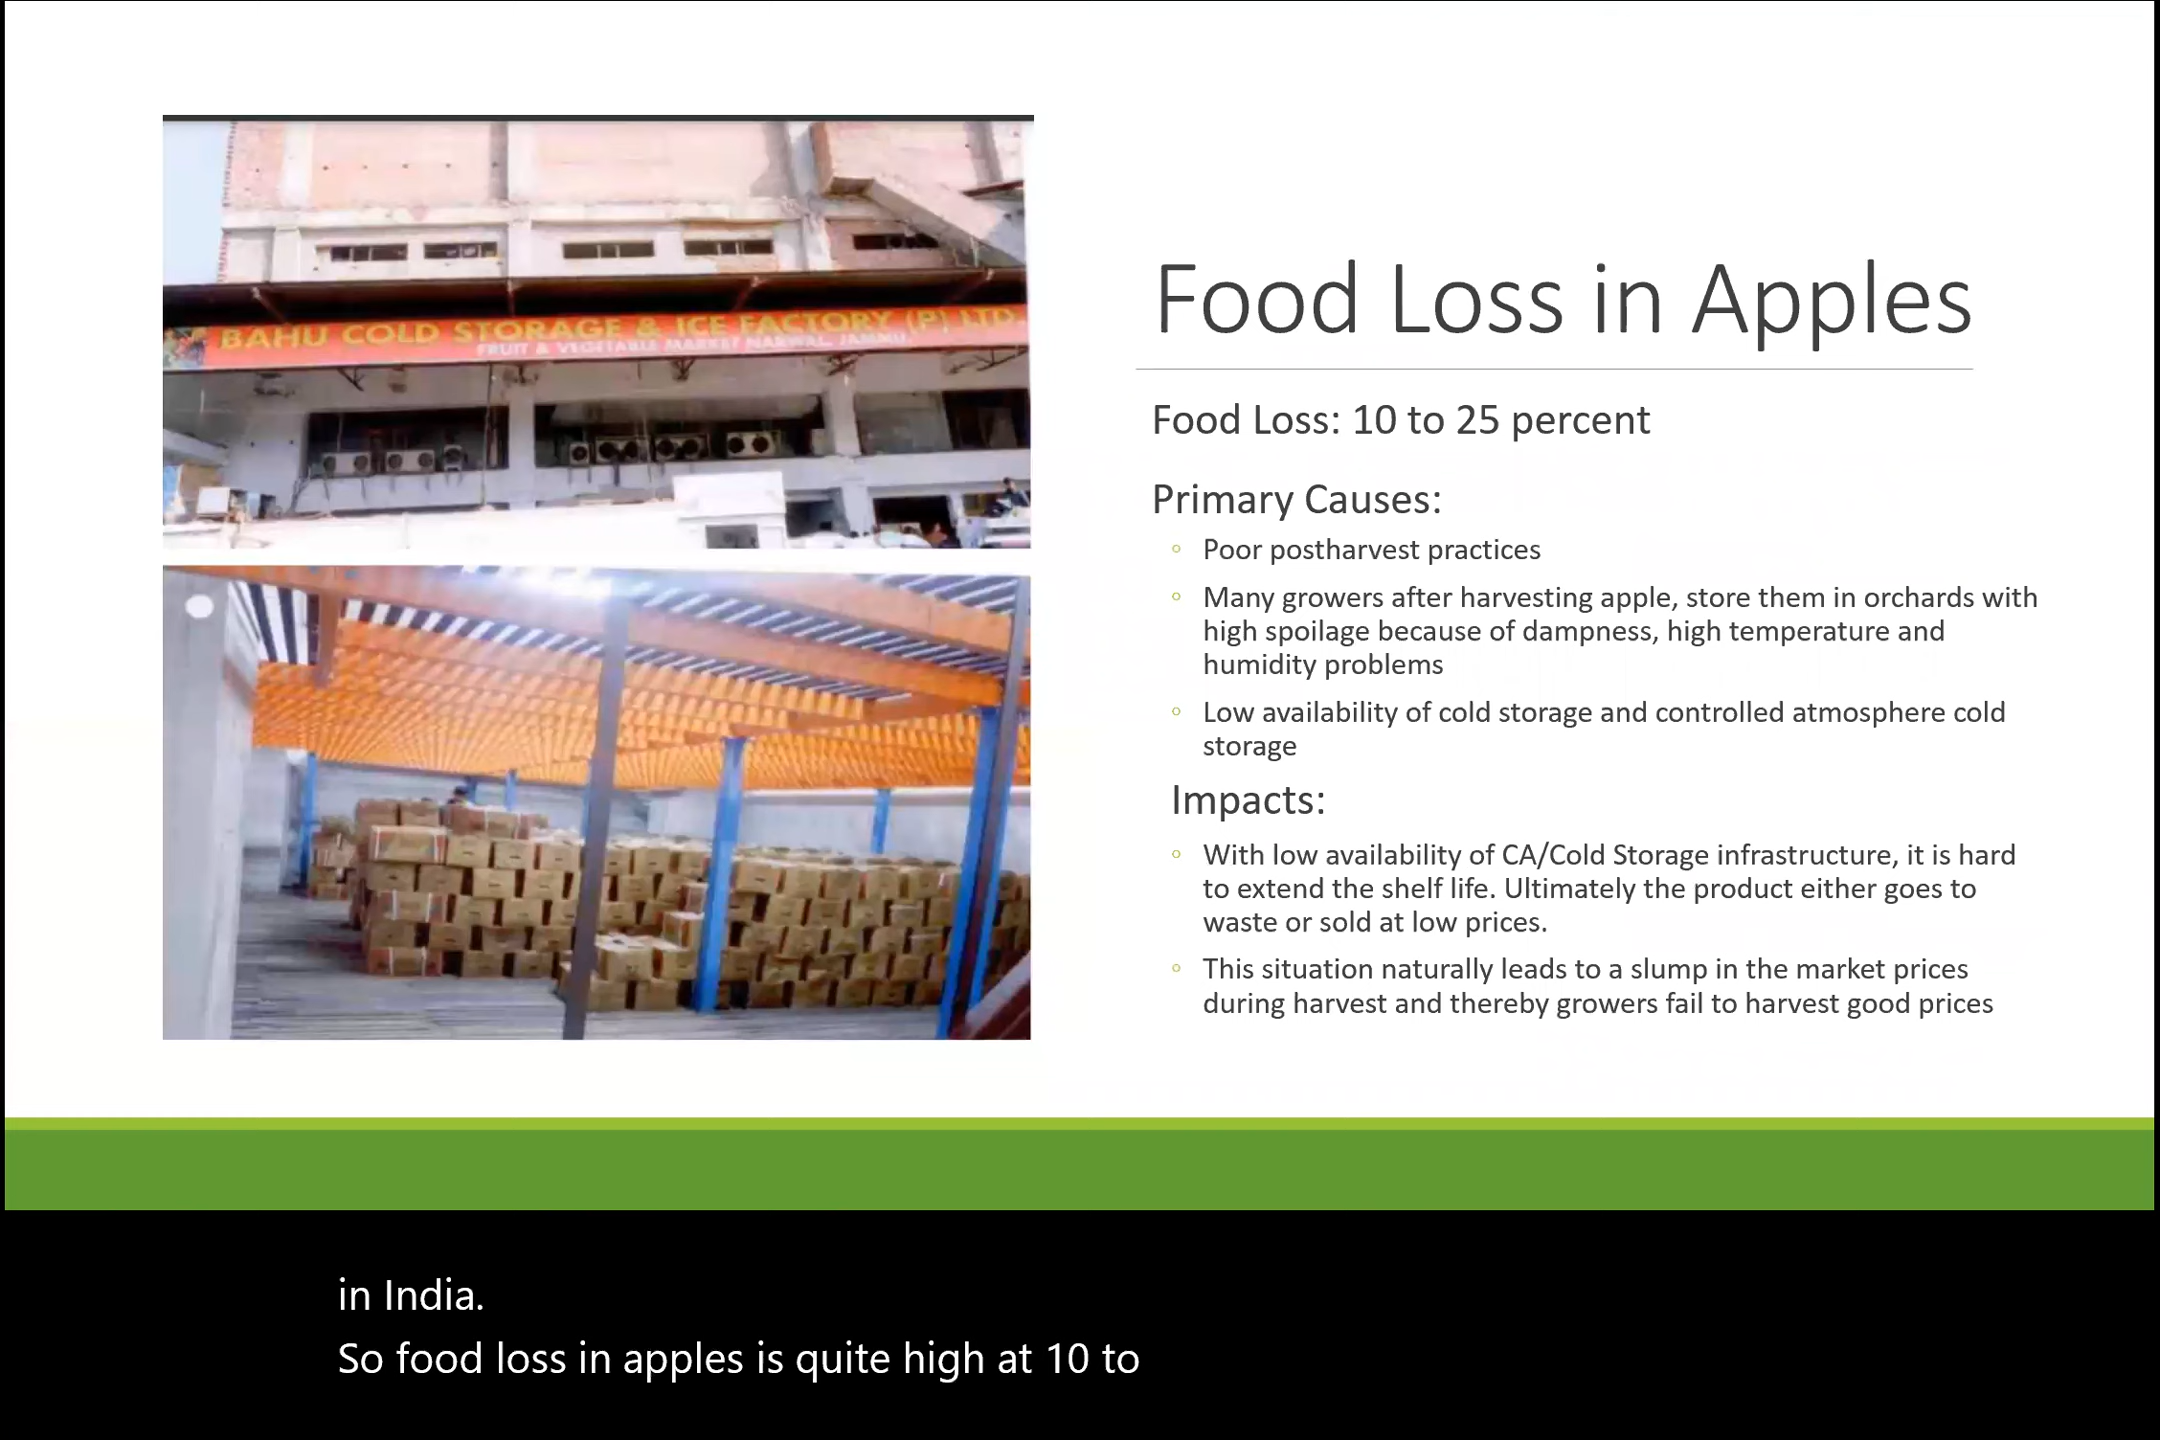 BAHU COLD STORAGE & ICE FACTORY (P) LTD.
FRUIT & VEGETABLE MARKET NARWAL, JAMMU.
Food Loss in Apples
Food Loss: 10 to 25 percent
Primary Causes:
◦ Poor postharvest practices
◦ Many growers after harvesting apple, store them in orchards with
high spoilage because of dampness, high temperature and
humidity problems
◦ Low availability of cold storage and controlled atmosphere cold
storage
Impacts:
◦ With low availability of CA/Cold Storage infrastructure, it is hard
to extend the shelf life. Ultimately the product either goes to
waste or sold at low prices.
◦ This situation naturally leads to a slump in the market prices
during harvest and thereby growers fail to harvest good prices
in India.
So food loss in apples is quite high at 10 to